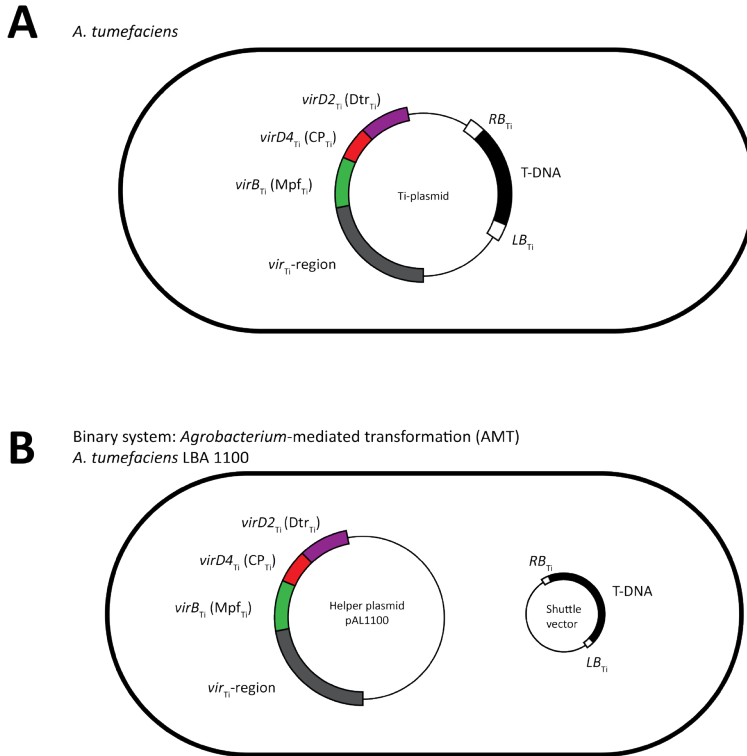 A
A. tumefaciens
virD2Ti (DtrTi)
virD4Ti (CPTi)
virBTi (MpfTi)
virTi-region
Ti-plasmid
RBTi
T-DNA
LBTi
B
Binary system: Agrobacterium-mediated transformation (AMT)
A. tumefaciens LBA 1100
virD2Ti (DtrTi)
virD4Ti (CPTi)
virBTi (MpfTi)
virTi-region
Helper plasmid
pAL1100
RBTi
T-DNA
Shuttle
vector
LBTi